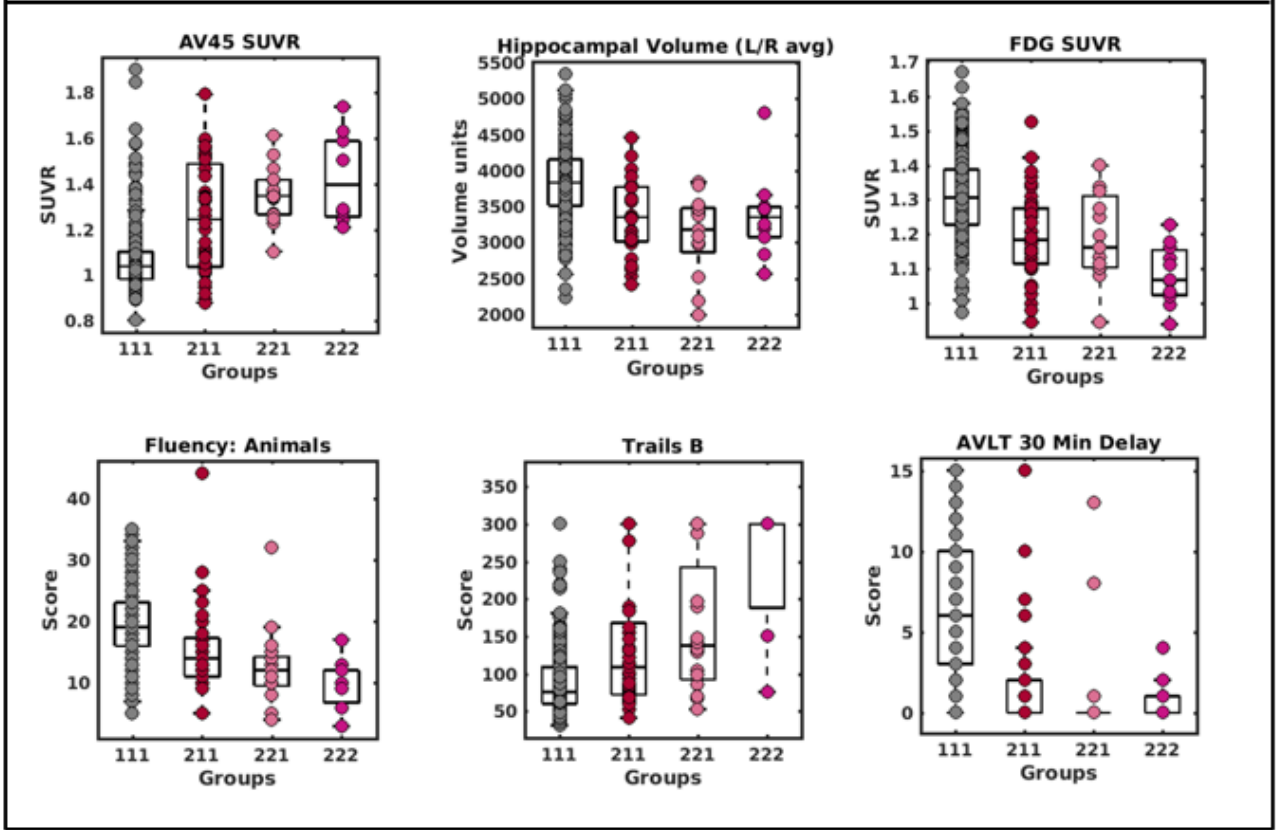 AV45 SUVR
SUVR
1.8
1.6
1.4
1.2
1
0.8
111 211 221 222
Groups
Hippocampal Volume (L/R avg)
Volume units
5500
5000
4500
4000
3500
3000
2500
2000
111 211 221 222
Groups
FDG SUVR
SUVR
1.7
1.6
1.5
1.4
1.3
1.2
1.1
1
111 211 221 222
Groups
Fluency: Animals
Score
40
30
20
10
111 211 221 222
Groups
Trails B
Score
350
300
250
200
150
100
50
111 211 221 222
Groups
AVLT 30 Min Delay
Score
15
10
5
0
111 211 221 222
Groups